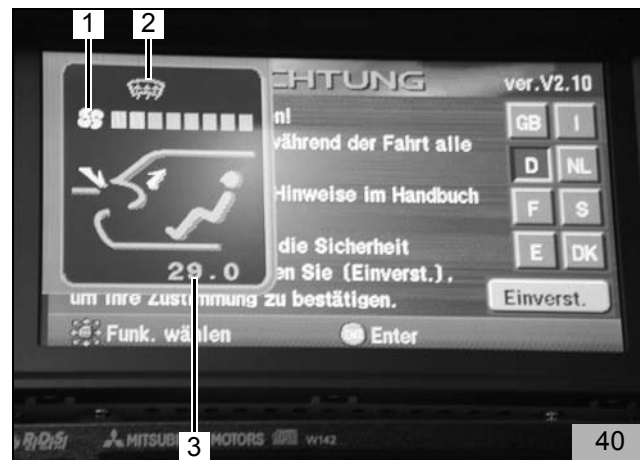 1 2
CHTUNG ver.V2.10
en!
während der Fahrt alle
Hinweise im Handbuch
die Sicherheit
en Sie (Einverst.),
um Ihre Zustimmung zu bestätigen.
29.0
GB I
D NL
F S
E DK
Einverst.
Funk. wählen Enter
MITSUBISHI MOTORS W142
3
40